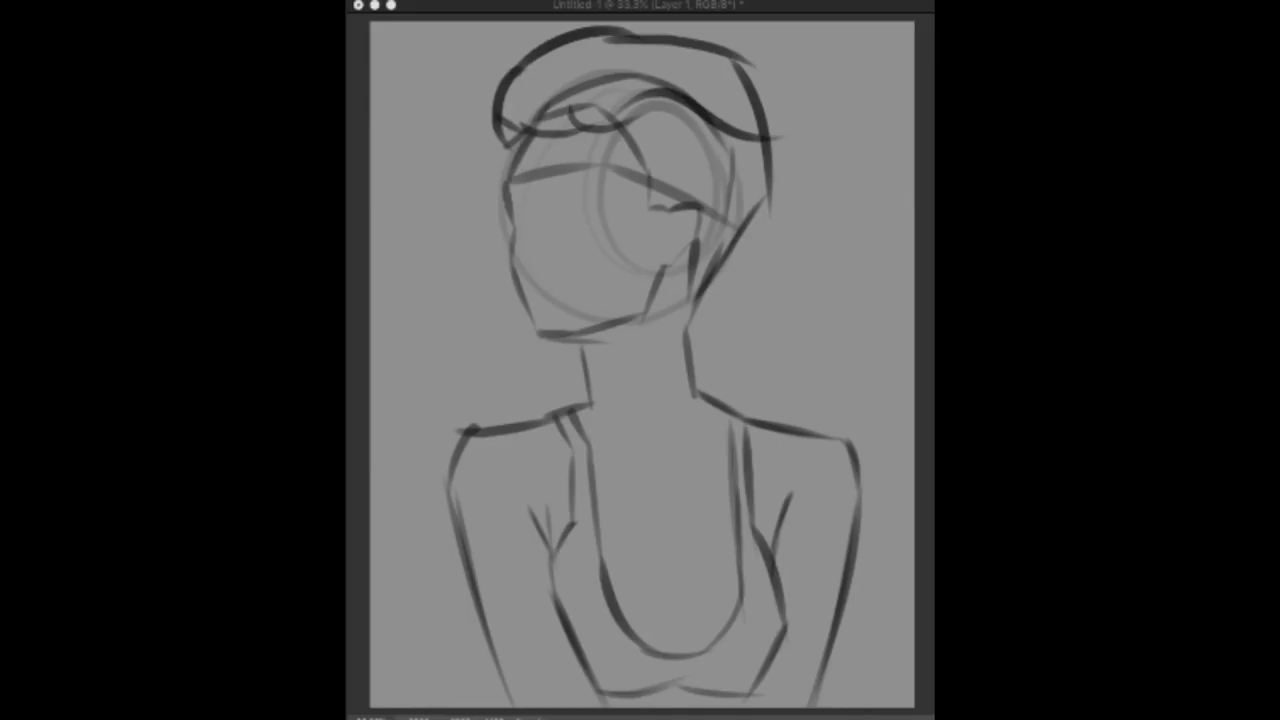 Untitled-1 @ 33.3% (Layer 1, RGB/8*) *